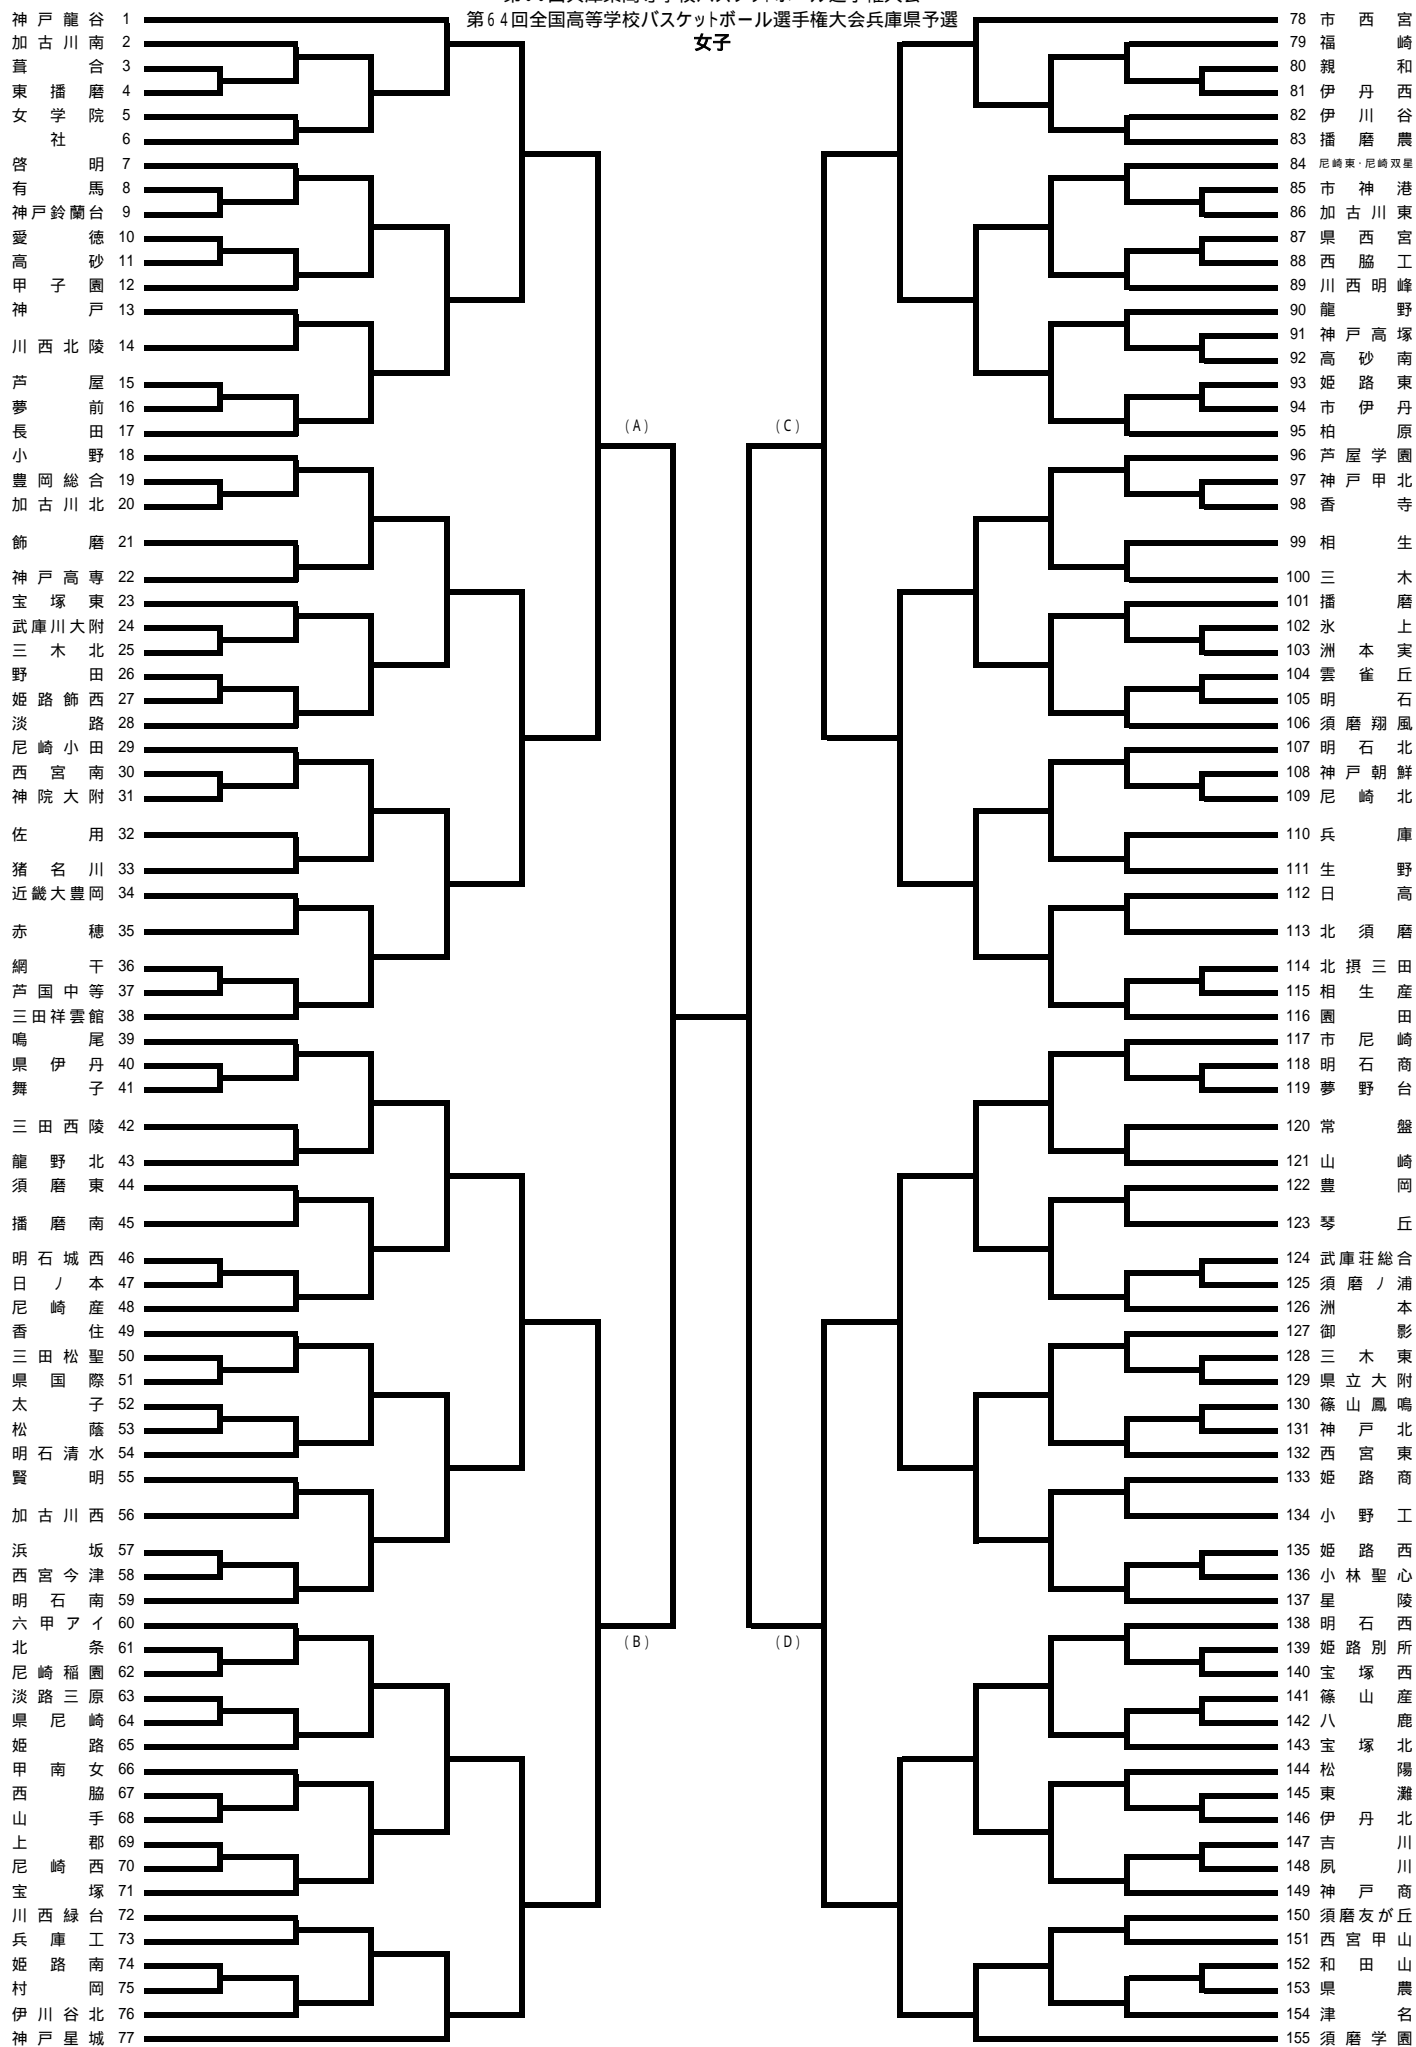 第64回全国高等学校バスケットボール選手権大会兵庫県予選
女子
神戸龍谷 1
加古川南 2
葺合 3
東播磨 4
女学院 5
社 6
啓明 7
有馬 8
神戸鈴蘭台 9
愛徳 10
高砂 11
甲子園 12
神戸 13
川西北陵 14
芦屋 15
夢前 16
長田 17
小野 18
豊岡総合 19
加古川北 20
飾磨 21
神戸高専 22
宝塚東 23
武庫川大附 24
三木北 25
野田 26
姫路飾西 27
淡路 28
尼崎小田 29
西宮南 30
神院大附 31
佐用 32
猪名川 33
近畿大豊岡 34
赤穂 35
網干 36
芦国中等 37
三田祥雲館 38
鳴尾 39
県伊丹 40
舞子 41
三田西陵 42
龍野北 43
須磨東 44
播磨南 45
明石城西 46
日ノ本 47
尼崎産 48
香住 49
三田松聖 50
県国際 51
太子 52
松蔭 53
明石清水 54
賢明 55
加古川西 56
浜坂 57
西宮今津 58
明石南 59
六甲アイ 60
北条 61
尼崎稲園 62
淡路三原 63
県尼崎 64
姫路 65
甲南女 66
西脇 67
山手 68
上郡 69
尼崎西 70
宝塚 71
川西緑台 72
兵庫工 73
姫路南 74
村岡 75
伊川谷北 76
神戸星城 77
(A)
(B)
(C)
(D)
78 市西宮
79 福崎
80 親和
81 伊丹西
82 伊川谷
83 播磨農
84 尼崎東・尼崎双星
85 市神港
86 加古川東
87 県西宮
88 西脇工
89 川西明峰
90 龍野
91 神戸高塚
92 高砂南
93 姫路東
94 市伊丹
95 柏原
96 芦屋学園
97 神戸甲北
98 香寺
99 相生
100 三木
101 播磨
102 氷上
103 洲本実
104 雲雀丘
105 明石
106 須磨翔風
107 明石北
108 神戸朝鮮
109 尼崎北
110 兵庫
111 生野
112 日高
113 北須磨
114 北摂三田
115 相生産
116 園田
117 市尼崎
118 明石商
119 夢野台
120 常盤
121 山崎
122 豊岡
123 琴丘
124 武庫荘総合
125 須磨ノ浦
126 洲本
127 御影
128 三木東
129 県立大附
130 篠山鳳鳴
131 神戸北
132 西宮東
133 姫路商
134 小野工
135 姫路西
136 小林聖心
137 星陵
138 明石西
139 姫路別所
140 宝塚西
141 篠山産
142 八鹿
143 宝塚北
144 松陽
145 東灘
146 伊丹北
147 吉川
148 夙川
149 神戸商
150 須磨友が丘
151 西宮甲山
152 和田山
153 県農
154 津名
155 須磨学園